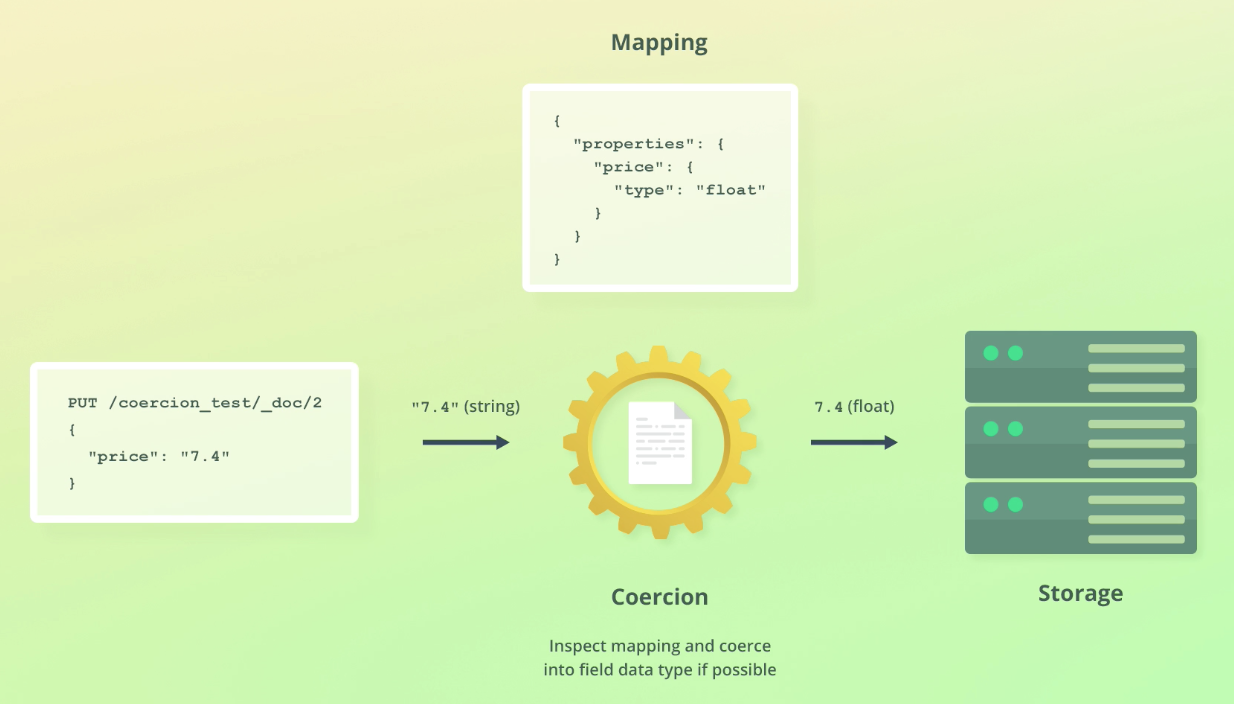 Mapping
{
"properties": {
"price": {
"type": "float"
}
}
}
PUT /coercion_test/_doc/2
{
"price": "7.4"
}
"7.4" (string)
7.4 (float)
Coercion
Inspect mapping and coerce
into field data type if possible
Storage